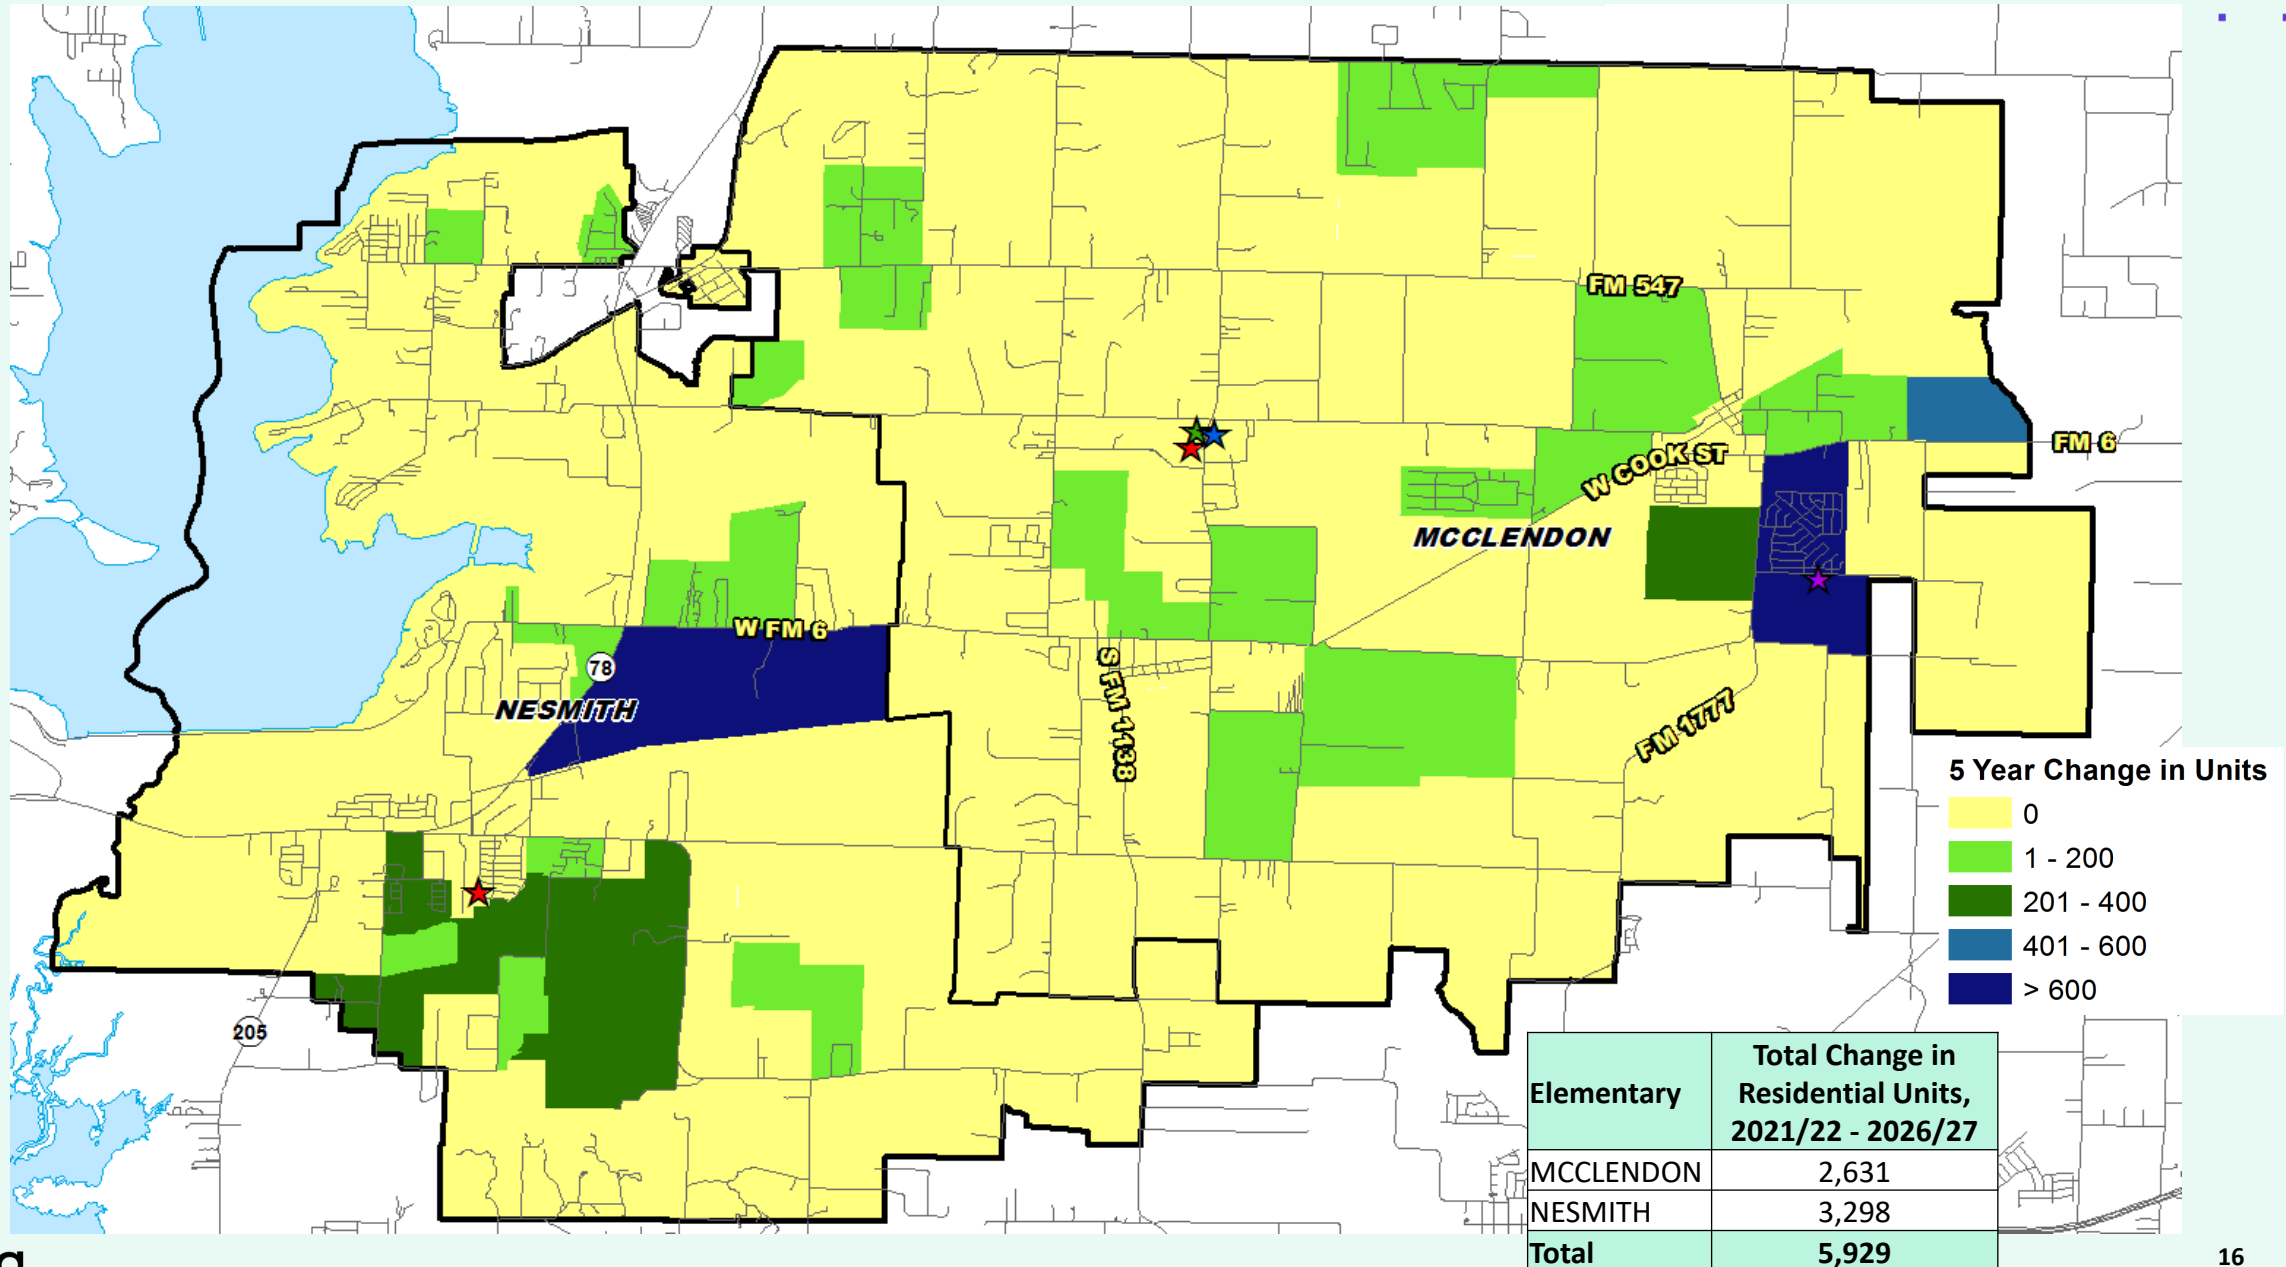 FM 547
FM 6
W COOK ST
MCCLENDON
W FM 6
78
NESMITH
S FM 1138
FM 1777
205
5 Year Change in Units
0
1 - 200
201 - 400
401 - 600
> 600
Elementary
Total Change in
Residential Units,
2021/22 - 2026/27
MCCLENDON 2,631
NESMITH 3,298
Total 5,929
16